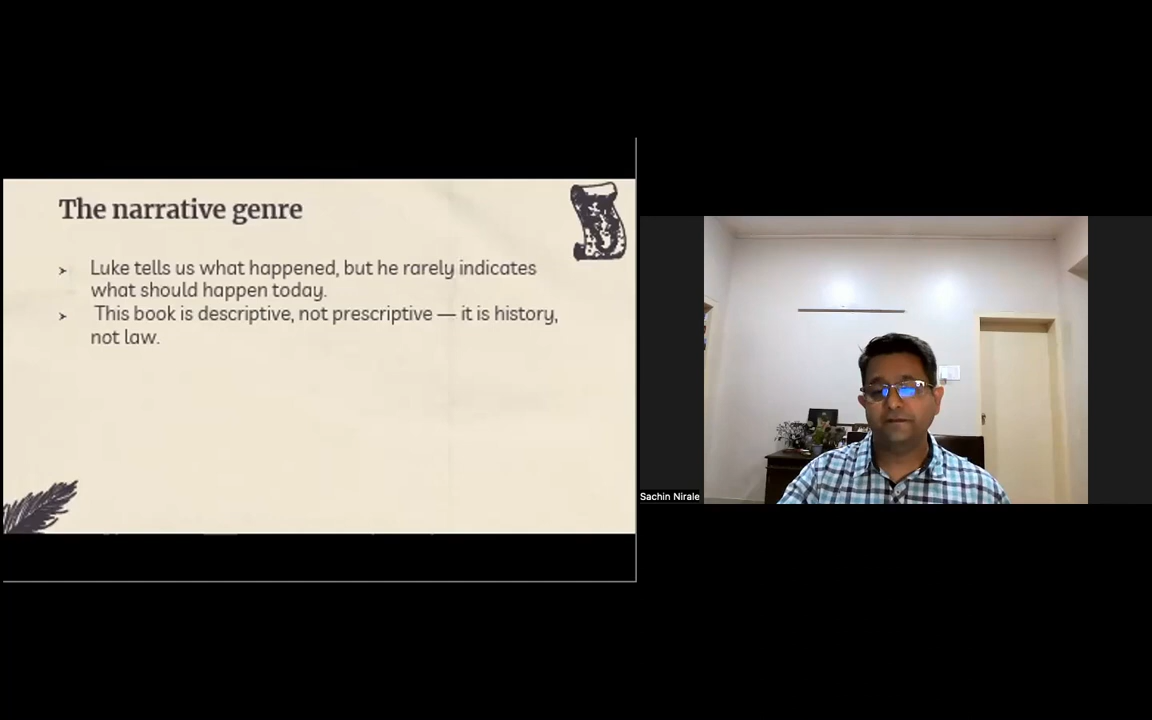 The narrative genre
➤ Luke tells us what happened, but he rarely indicates
what should happen today.
➤ This book is descriptive, not prescriptive — it is history,
not law.
Sachin Nirale